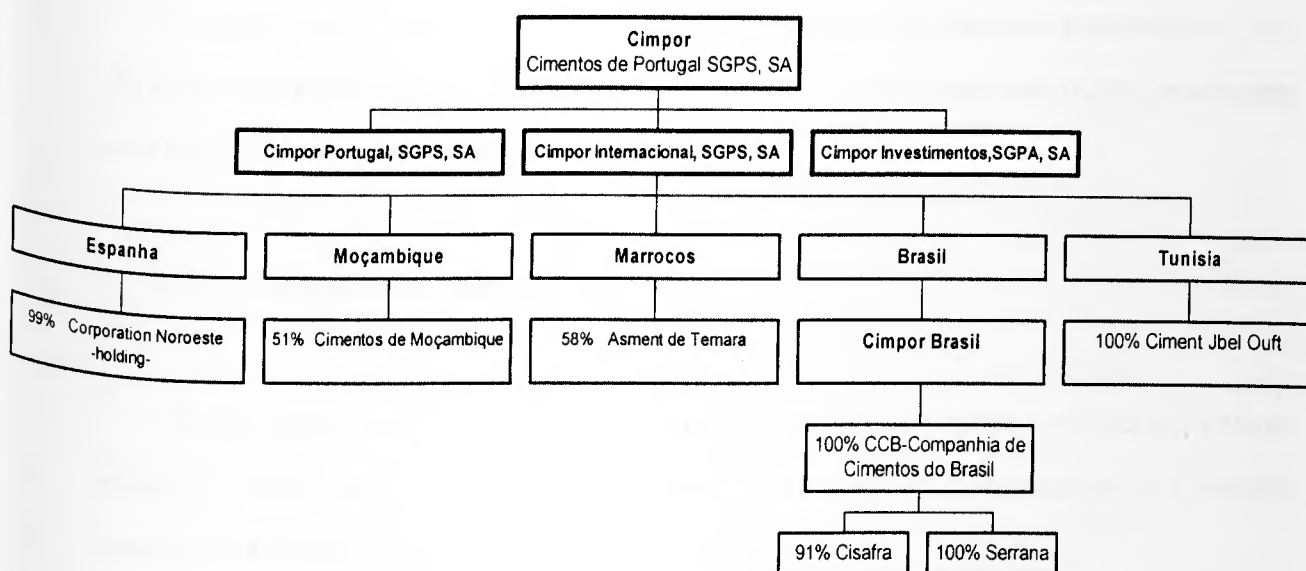 Cimpor
Cimentos de Portugal SGPS, SA
Cimpor Portugal, SGPS, SA
Cimpor Internacional, SGPS, SA
Cimpor Investimentos,SGPA, SA
Espanha
Moçambique
Marrocos
Brasil
Tunisia
99% Corporation Noroeste
-holding-
51% Cimentos de Moçambique
58% Asment de Temara
Cimpor Brasil
100% Ciment Jbel Ouft
100% CCB-Companhia de
Cimentos do Brasil
91% Cisafra
100% Serrana